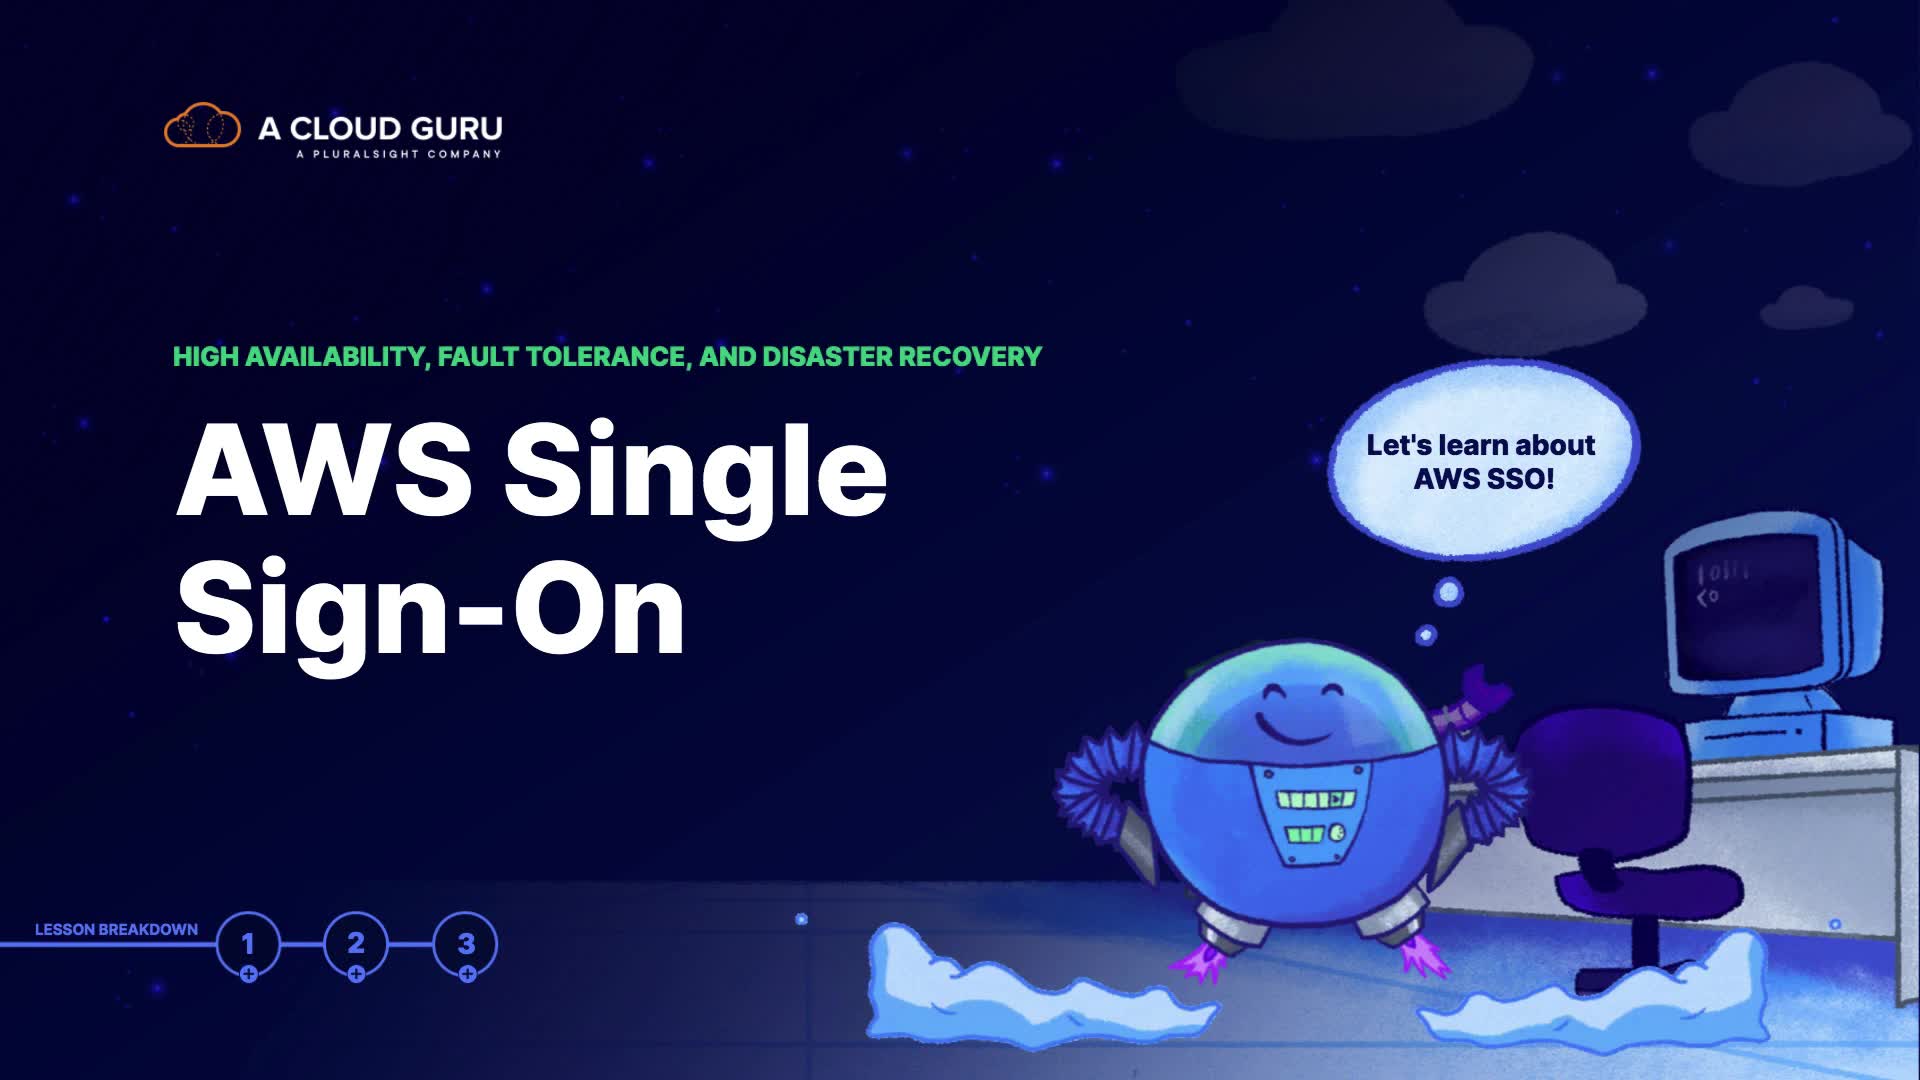 A CLOUD GURU
A PLURALSIGHT COMPANY
HIGH AVAILABILITY, FAULT TOLERANCE, AND DISASTER RECOVERY
AWS Single
Sign-On
Let's learn about
AWS SSO!
LESSON BREAKDOWN
1
2
3